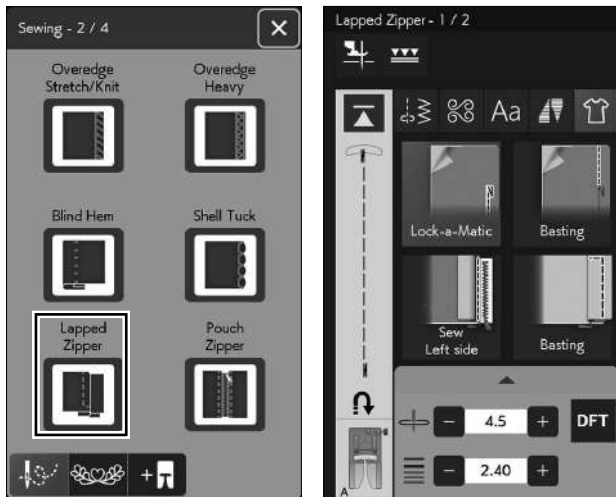 Sewing - 2 / 4
Overedge
Stretch/Knit
Overedge
Heavy
Blind Hem
Shell Tuck
Lapped
Zipper
Pouch
Zipper
Lapped Zipper - 1 / 2
Aa
Lock-a-Matic
Basting
Sew
Left side
Basting
4.5
DFT
2.40
A